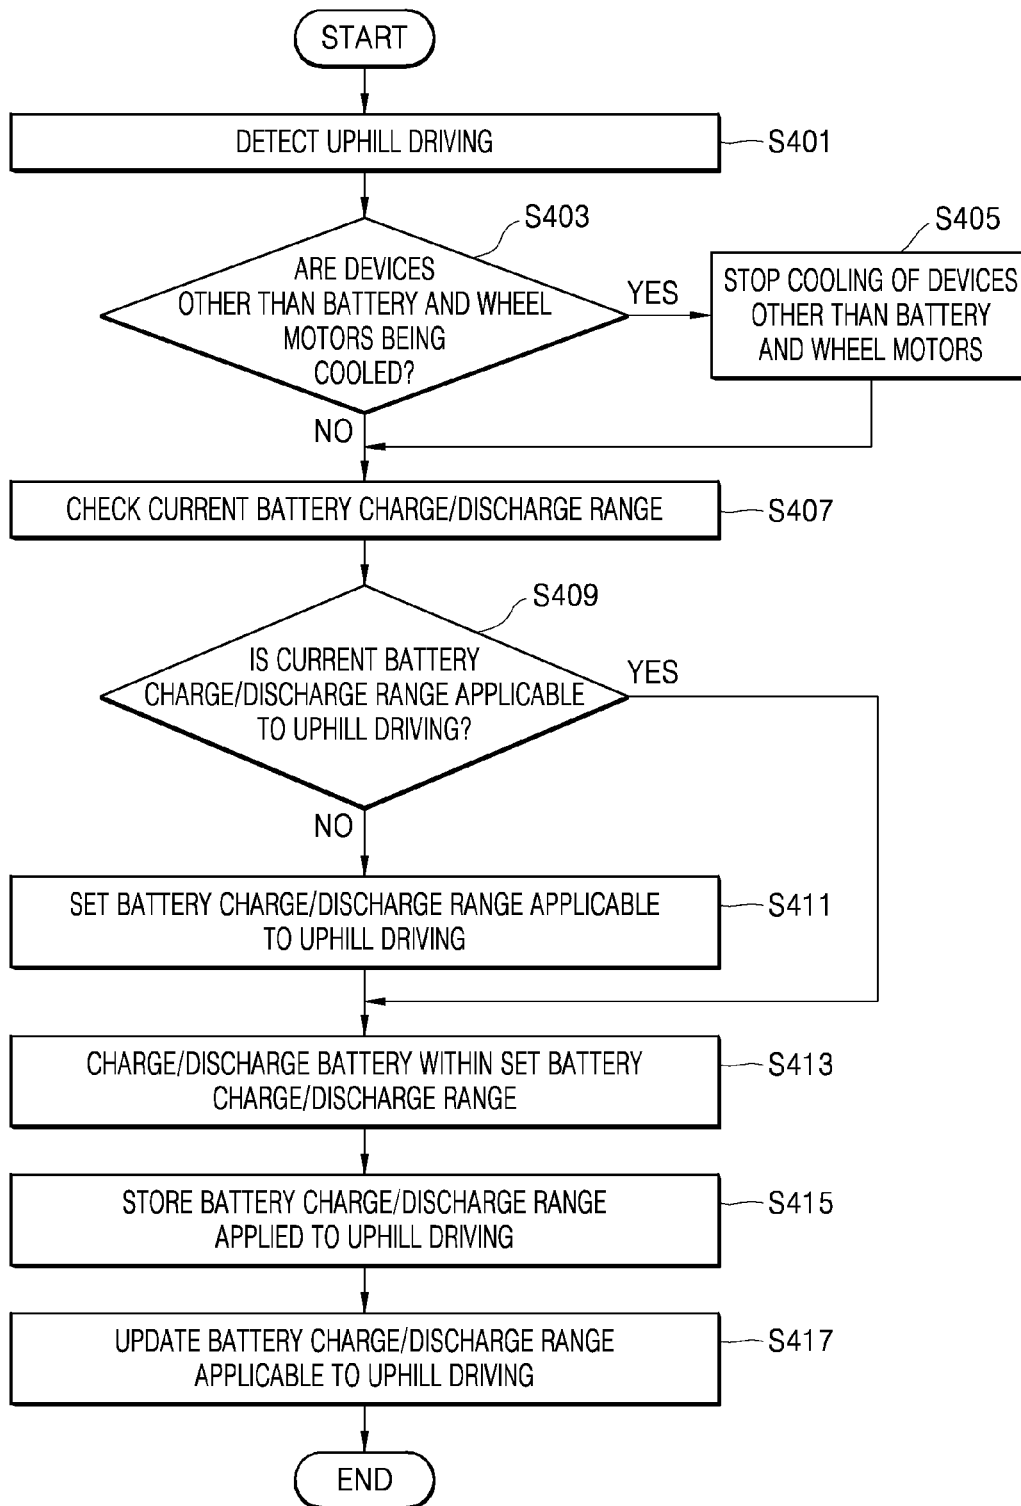 START
DETECT UPHILL DRIVING
S401
S403
ARE DEVICES
OTHER THAN BATTERY AND WHEEL
MOTORS BEING
COOLED?
YES
S405
STOP COOLING OF DEVICES
OTHER THAN BATTERY
AND WHEEL MOTORS
NO
CHECK CURRENT BATTERY CHARGE/DISCHARGE RANGE
S407
S409
IS CURRENT BATTERY
CHARGE/DISCHARGE RANGE APPLICABLE
TO UPHILL DRIVING?
YES
NO
SET BATTERY CHARGE/DISCHARGE RANGE APPLICABLE
TO UPHILL DRIVING
S411
CHARGE/DISCHARGE BATTERY WITHIN SET BATTERY
CHARGE/DISCHARGE RANGE
S413
STORE BATTERY CHARGE/DISCHARGE RANGE
APPLIED TO UPHILL DRIVING
S415
UPDATE BATTERY CHARGE/DISCHARGE RANGE
APPLICABLE TO UPHILL DRIVING
S417
END